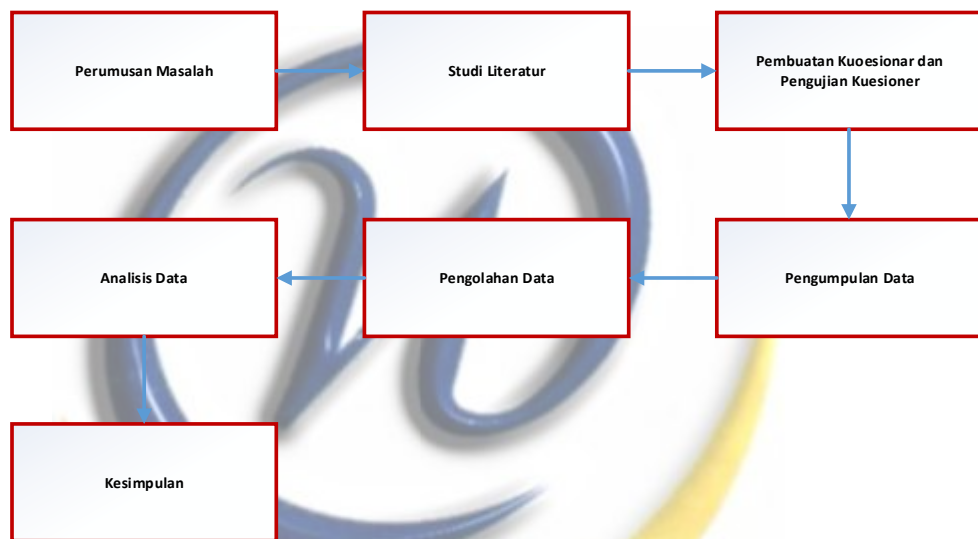 Perumusan Masalah
Studi Literatur
Pembuatan Kuoesionar dan
Pengujian Kuesioner
Analisis Data
Pengolahan Data
Pengumpulan Data
Kesimpulan